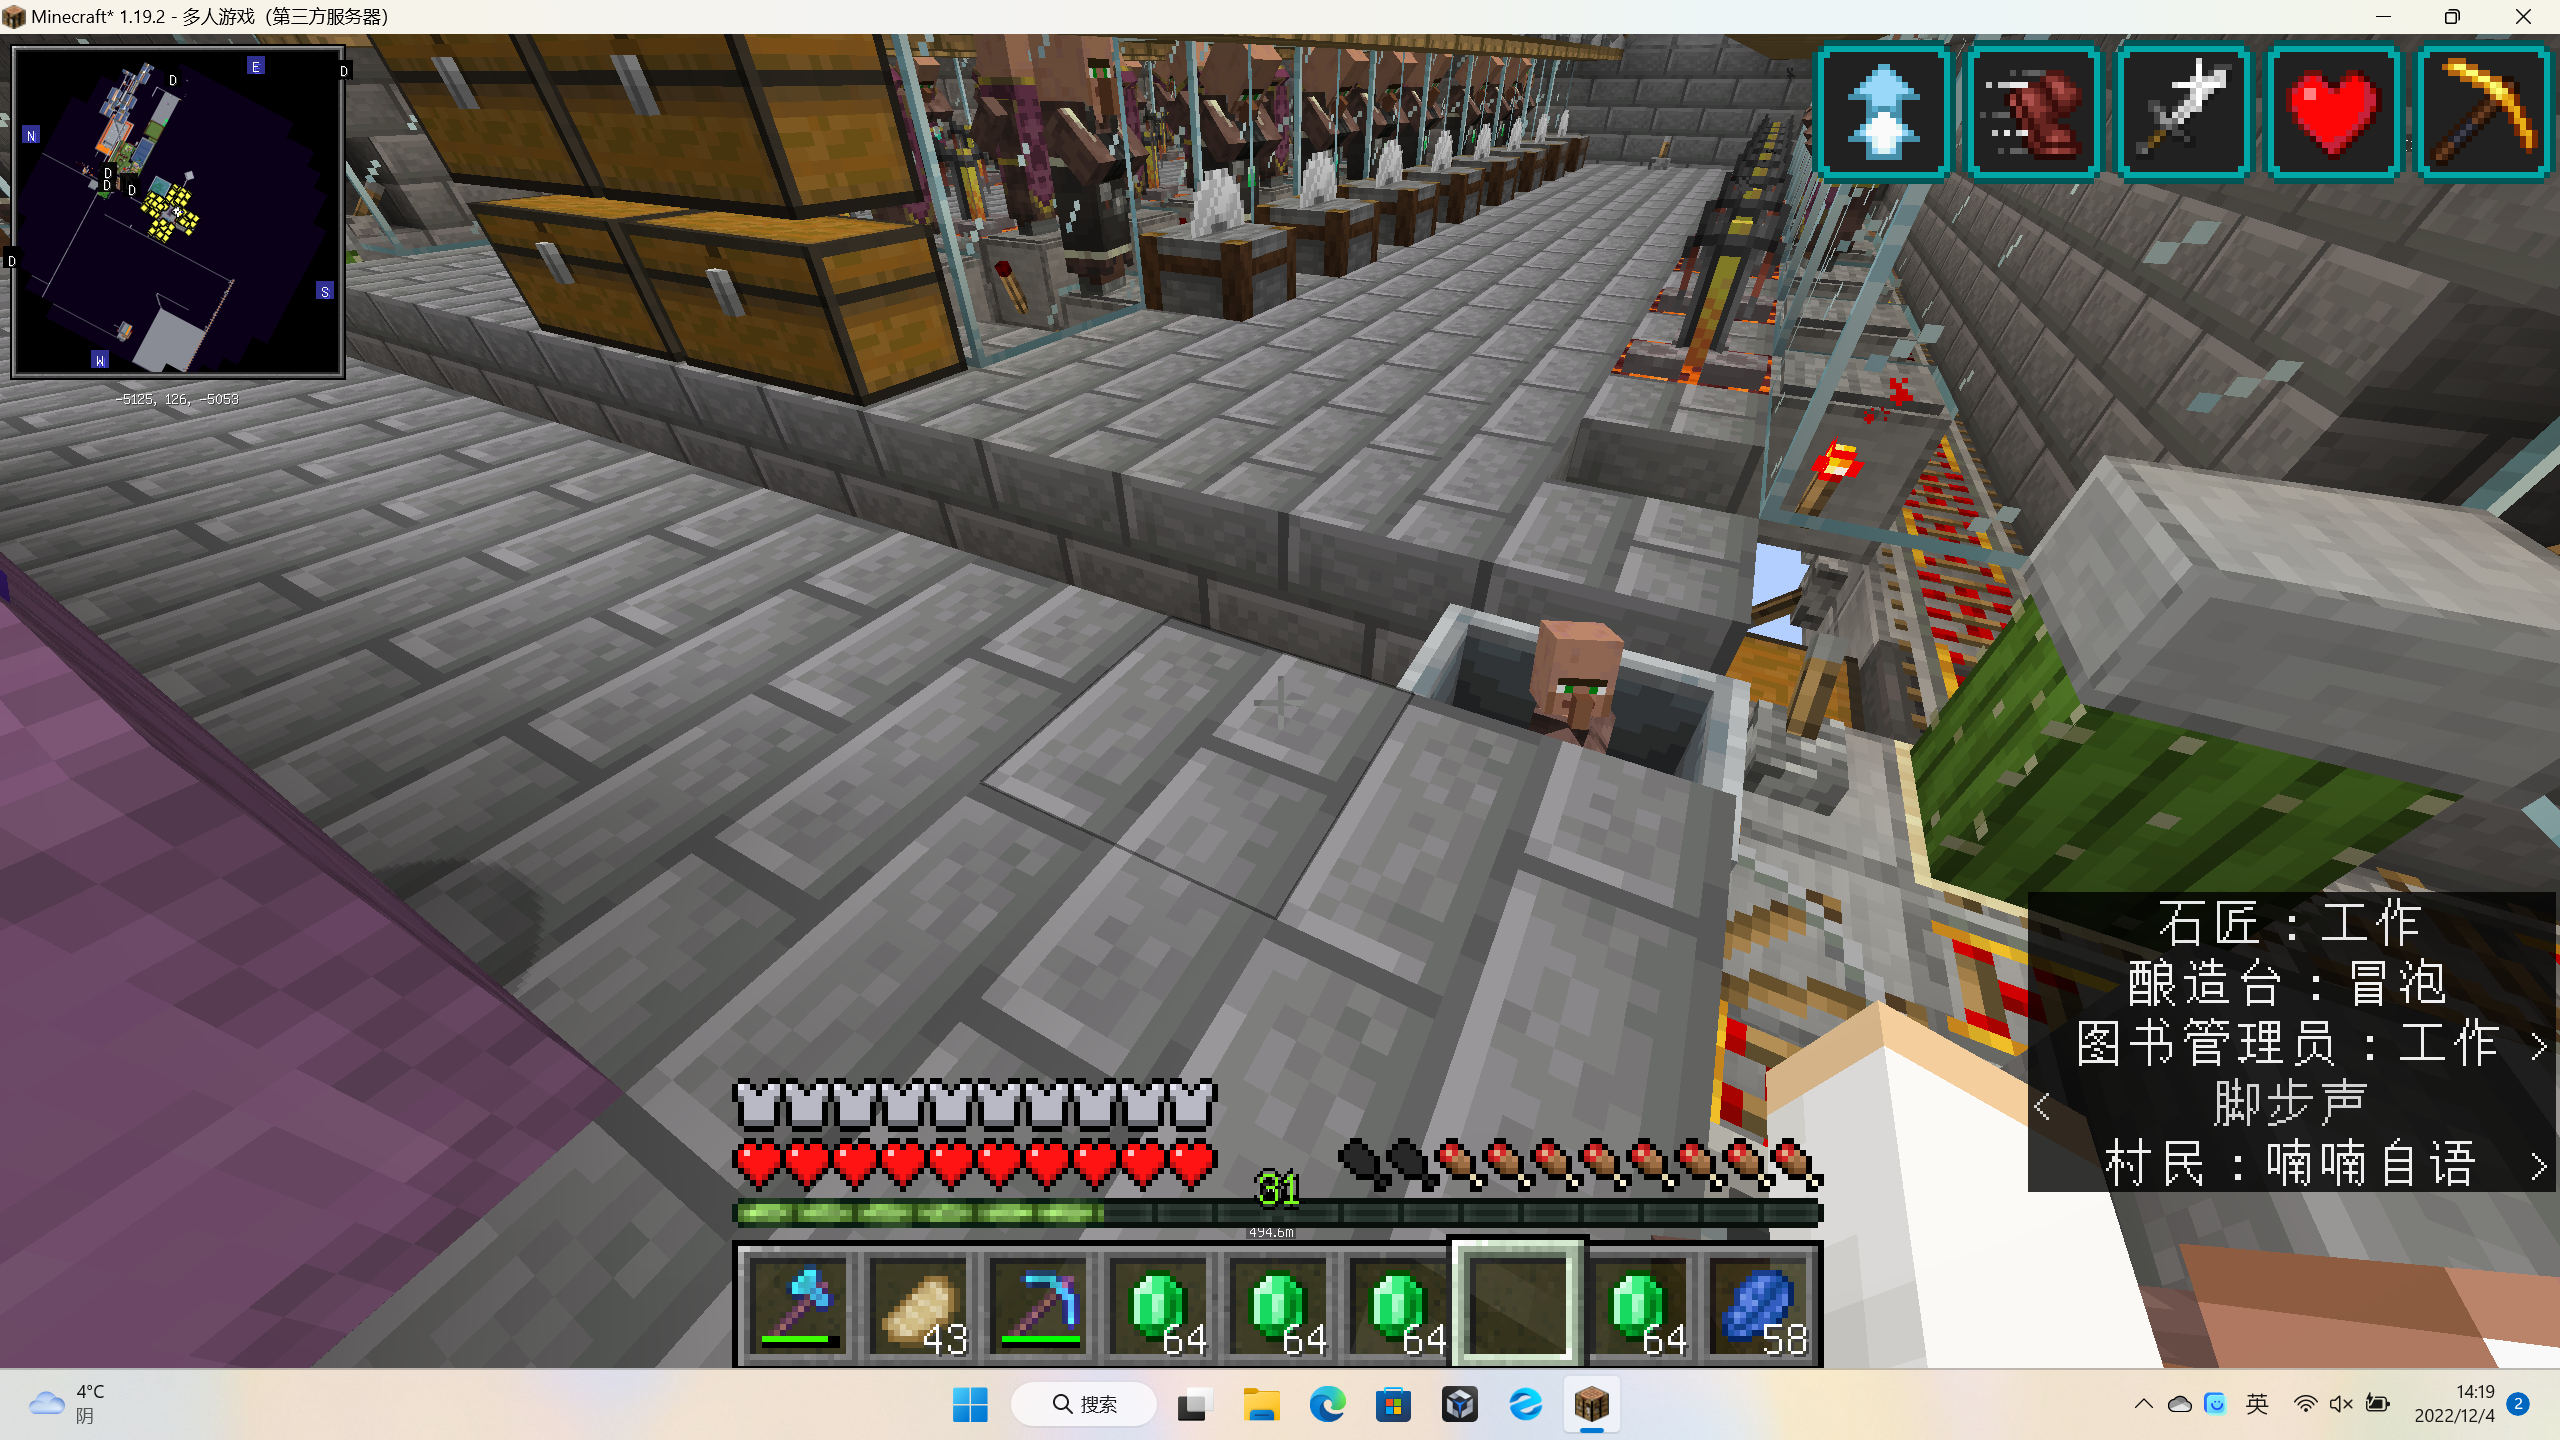 Minecraft* 1.19.2 - 多人游戏（第三方服务器）
E
D
D
N
D
D
D
D
S
W
-5125, 126, -5053
石匠：工作
酿造台：冒泡
图书管理员：工作 >
< 脚步声
村民：喃喃自语 >
31
494.6m
43
64
64
64
64
58
4°C
阴
搜索
英
14:19
2022/12/4
2